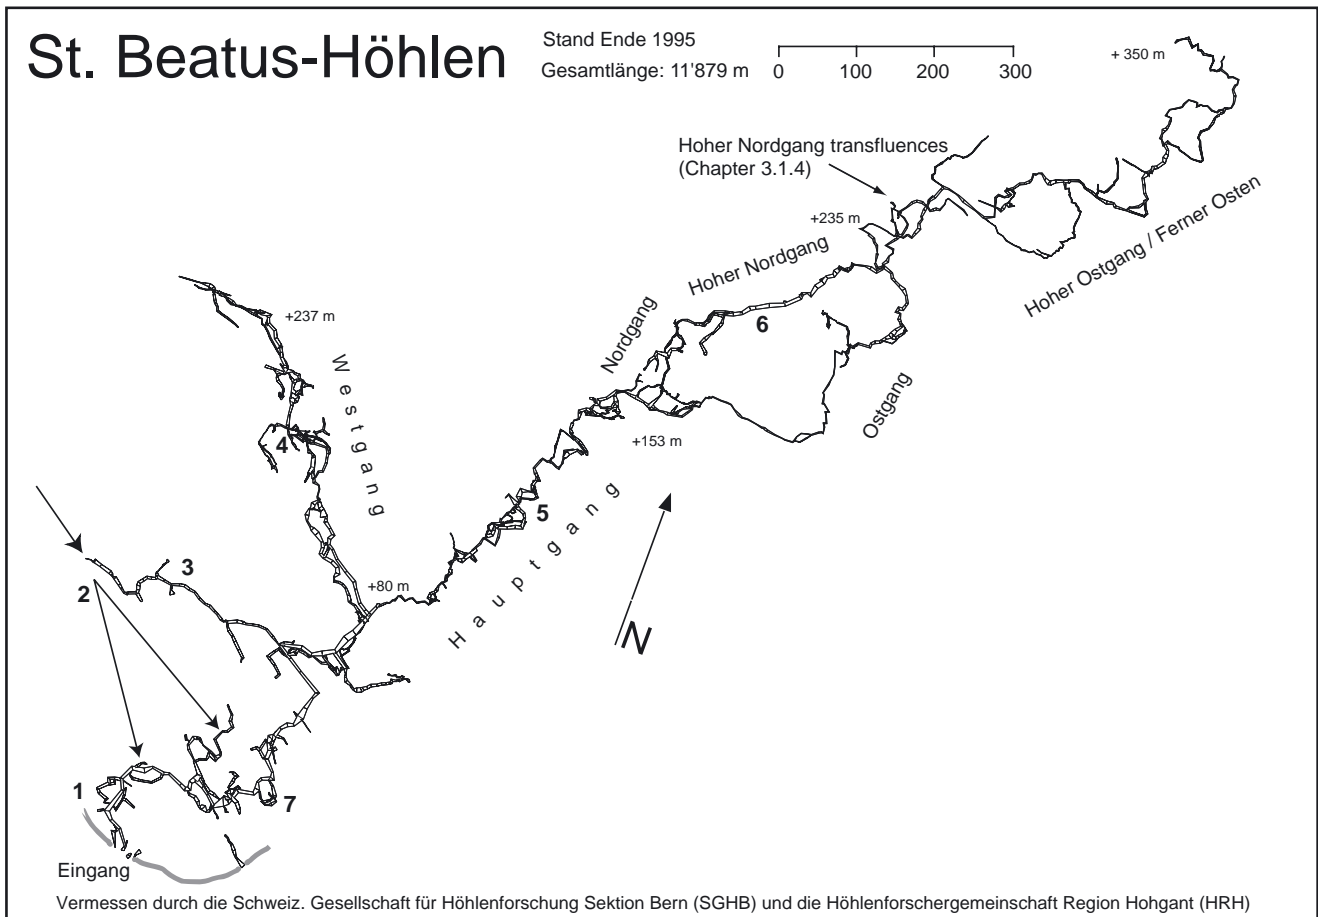 St. Beatus-Höhlen
Stand Ende 1995
Gesamtlänge: 11'879 m
0 100 200 300
+ 350 m
Hoher Nordgang transfluences
(Chapter 3.1.4)
+235 m
Hoher Nordgang
Hoher Ostgang / Ferner Osten
+237 m
Westgang
Nordgang
6
Ostgang
4
+153 m
5
Hauptgang
3
2
+80 m
N
1
7
Eingang
Vermessen durch die Schweiz. Gesellschaft für Höhlenforschung Sektion Bern (SGHB) und die Höhlenforschergemeinschaft Region Hohgant (HRH)